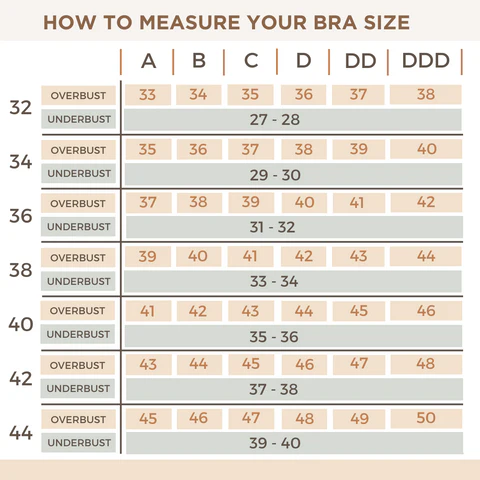 HOW TO MEASURE YOUR BRA SIZE
A B C D DD DDD
32
OVERBUST 33 34 35 36 37 38
UNDERBUST 27 - 28
34
OVERBUST 35 36 37 38 39 40
UNDERBUST 29 - 30
36
OVERBUST 37 38 39 40 41 42
UNDERBUST 31 - 32
38
OVERBUST 39 40 41 42 43 44
UNDERBUST 33 - 34
40
OVERBUST 41 42 43 44 45 46
UNDERBUST 35 - 36
42
OVERBUST 43 44 45 46 47 48
UNDERBUST 37 - 38
44
OVERBUST 45 46 47 48 49 50
UNDERBUST 39 - 40